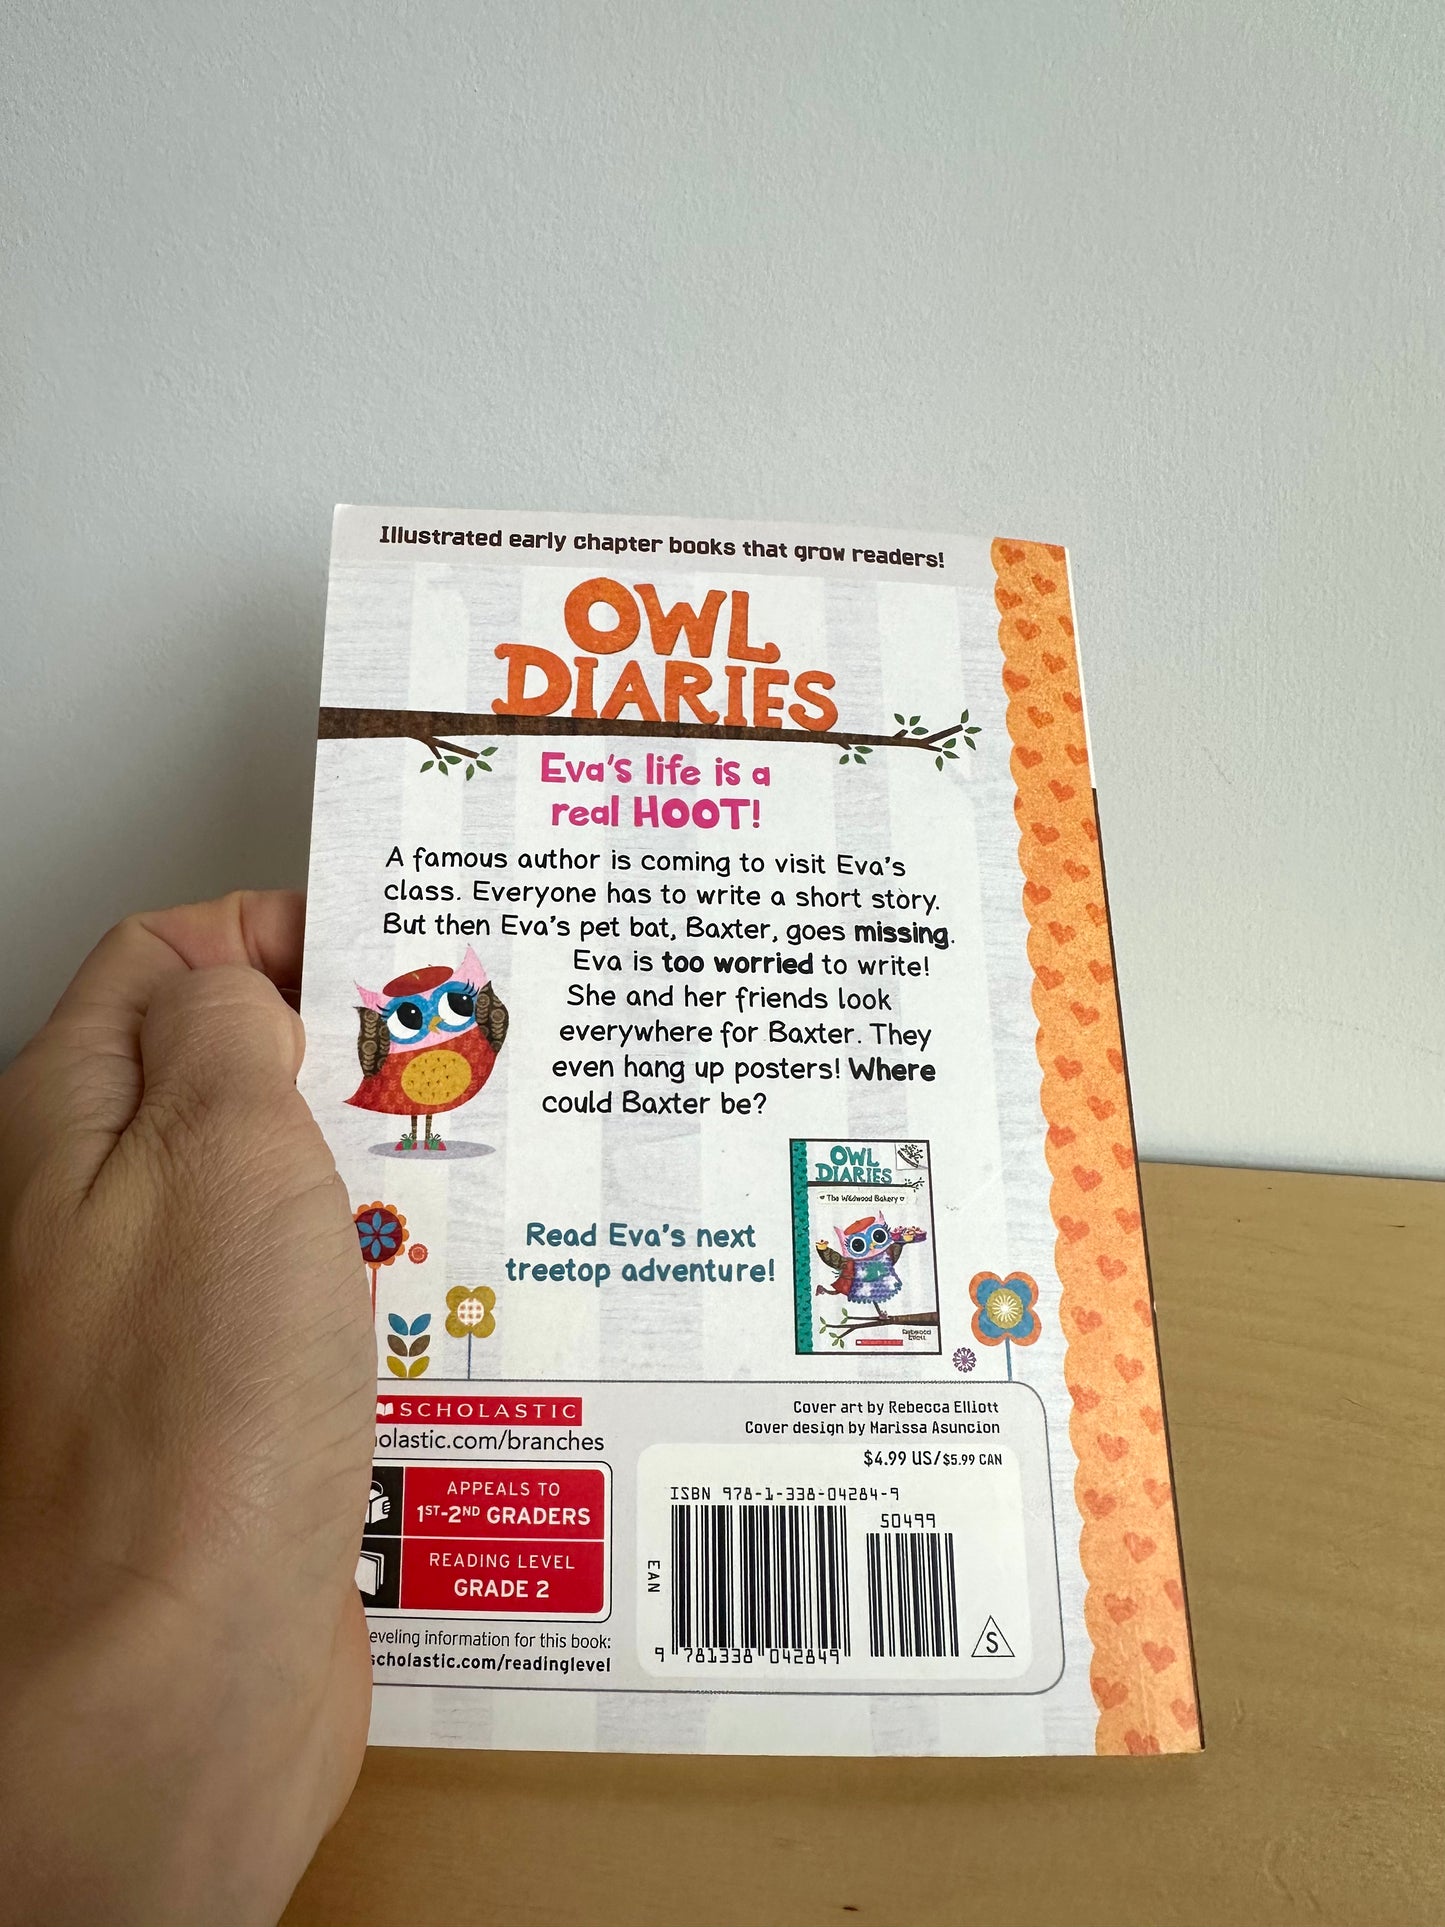 Illustrated early chapter books that grow readers!
OWL
DIARIES
Eva's life is a
real HOOT!
A famous author is coming to visit Eva's
class. Everyone has to write a short story.
But then Eva's pet bat, Baxter, goes missing.
Eva is too worried to write!
She and her friends look
everywhere for Baxter. They
even hang up posters! Where
could Baxter be?
OWL
DIARIES
The Wildwood Bakery
Rebecca
Elliott
Read Eva's next
treetop adventure!
SCHOLASTIC
olastic.com/branches
APPEALS TO
1ST-2ND GRADERS
READING LEVEL
GRADE 2
eveling information for this book:
scholastic.com/readinglevel
Cover art by Rebecca Elliott
Cover design by Marissa Asuncion
$4.99 US/$5.99 CAN
ISBN 978-1-338-04284-9
50499
EAN
9 781338 042849
S